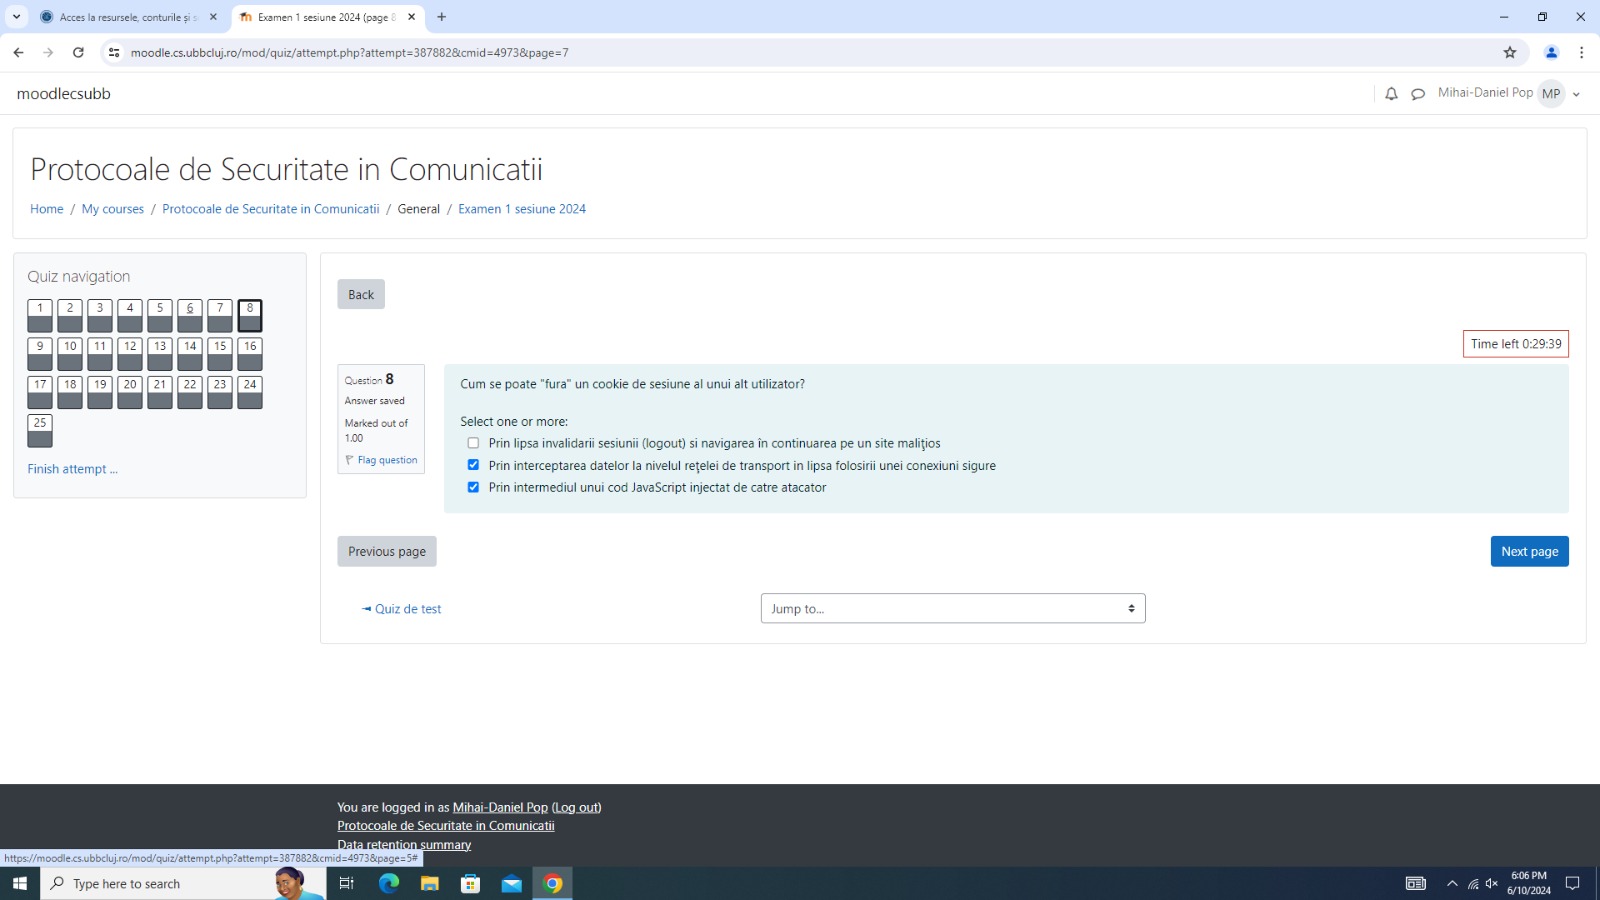 Acces la resursele, conturile și s
Examen 1 sesiune 2024 (page 8
moodle.cs.ubbcluj.ro/mod/quiz/attempt.php?attempt=387882&cmid=4973&page=7
moodlecsubb
Mihai-Daniel Pop MP
Protocoale de Securitate in Comunicatii
Home / My courses / Protocoale de Securitate in Comunicatii / General / Examen 1 sesiune 2024
Quiz navigation
1 2 3 4 5 6 7 8
9 10 11 12 13 14 15 16
17 18 19 20 21 22 23 24
25
Finish attempt ...
Back
Time left 0:29:39
Question 8
Answer saved
Marked out of
1.00
Flag question
Cum se poate "fura" un cookie de sesiune al unui alt utilizator?
Select one or more:
Prin lipsa invalidarii sesiunii (logout) si navigarea în continuarea pe un site malițios
Prin interceptarea datelor la nivelul rețelei de transport in lipsa folosirii unei conexiuni sigure
Prin intermediul unui cod JavaScript injectat de catre atacator
Previous page
Next page
◄ Quiz de test
Jump to...
You are logged in as Mihai-Daniel Pop (Log out)
Protocoale de Securitate in Comunicatii
Data retention summary
https://moodle.cs.ubbcluj.ro/mod/quiz/attempt.php?attempt=387882&cmid=4973&page=5#
Type here to search
6:06 PM
6/10/2024